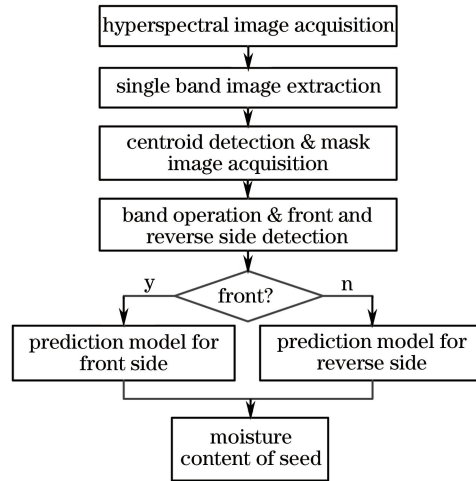 hyperspectral image acquisition
single band image extraction
centroid detection & mask
image acquisition
band operation & front and
reverse side detection
front?
y
n
prediction model for
front side
prediction model for
reverse side
moisture
content of seed